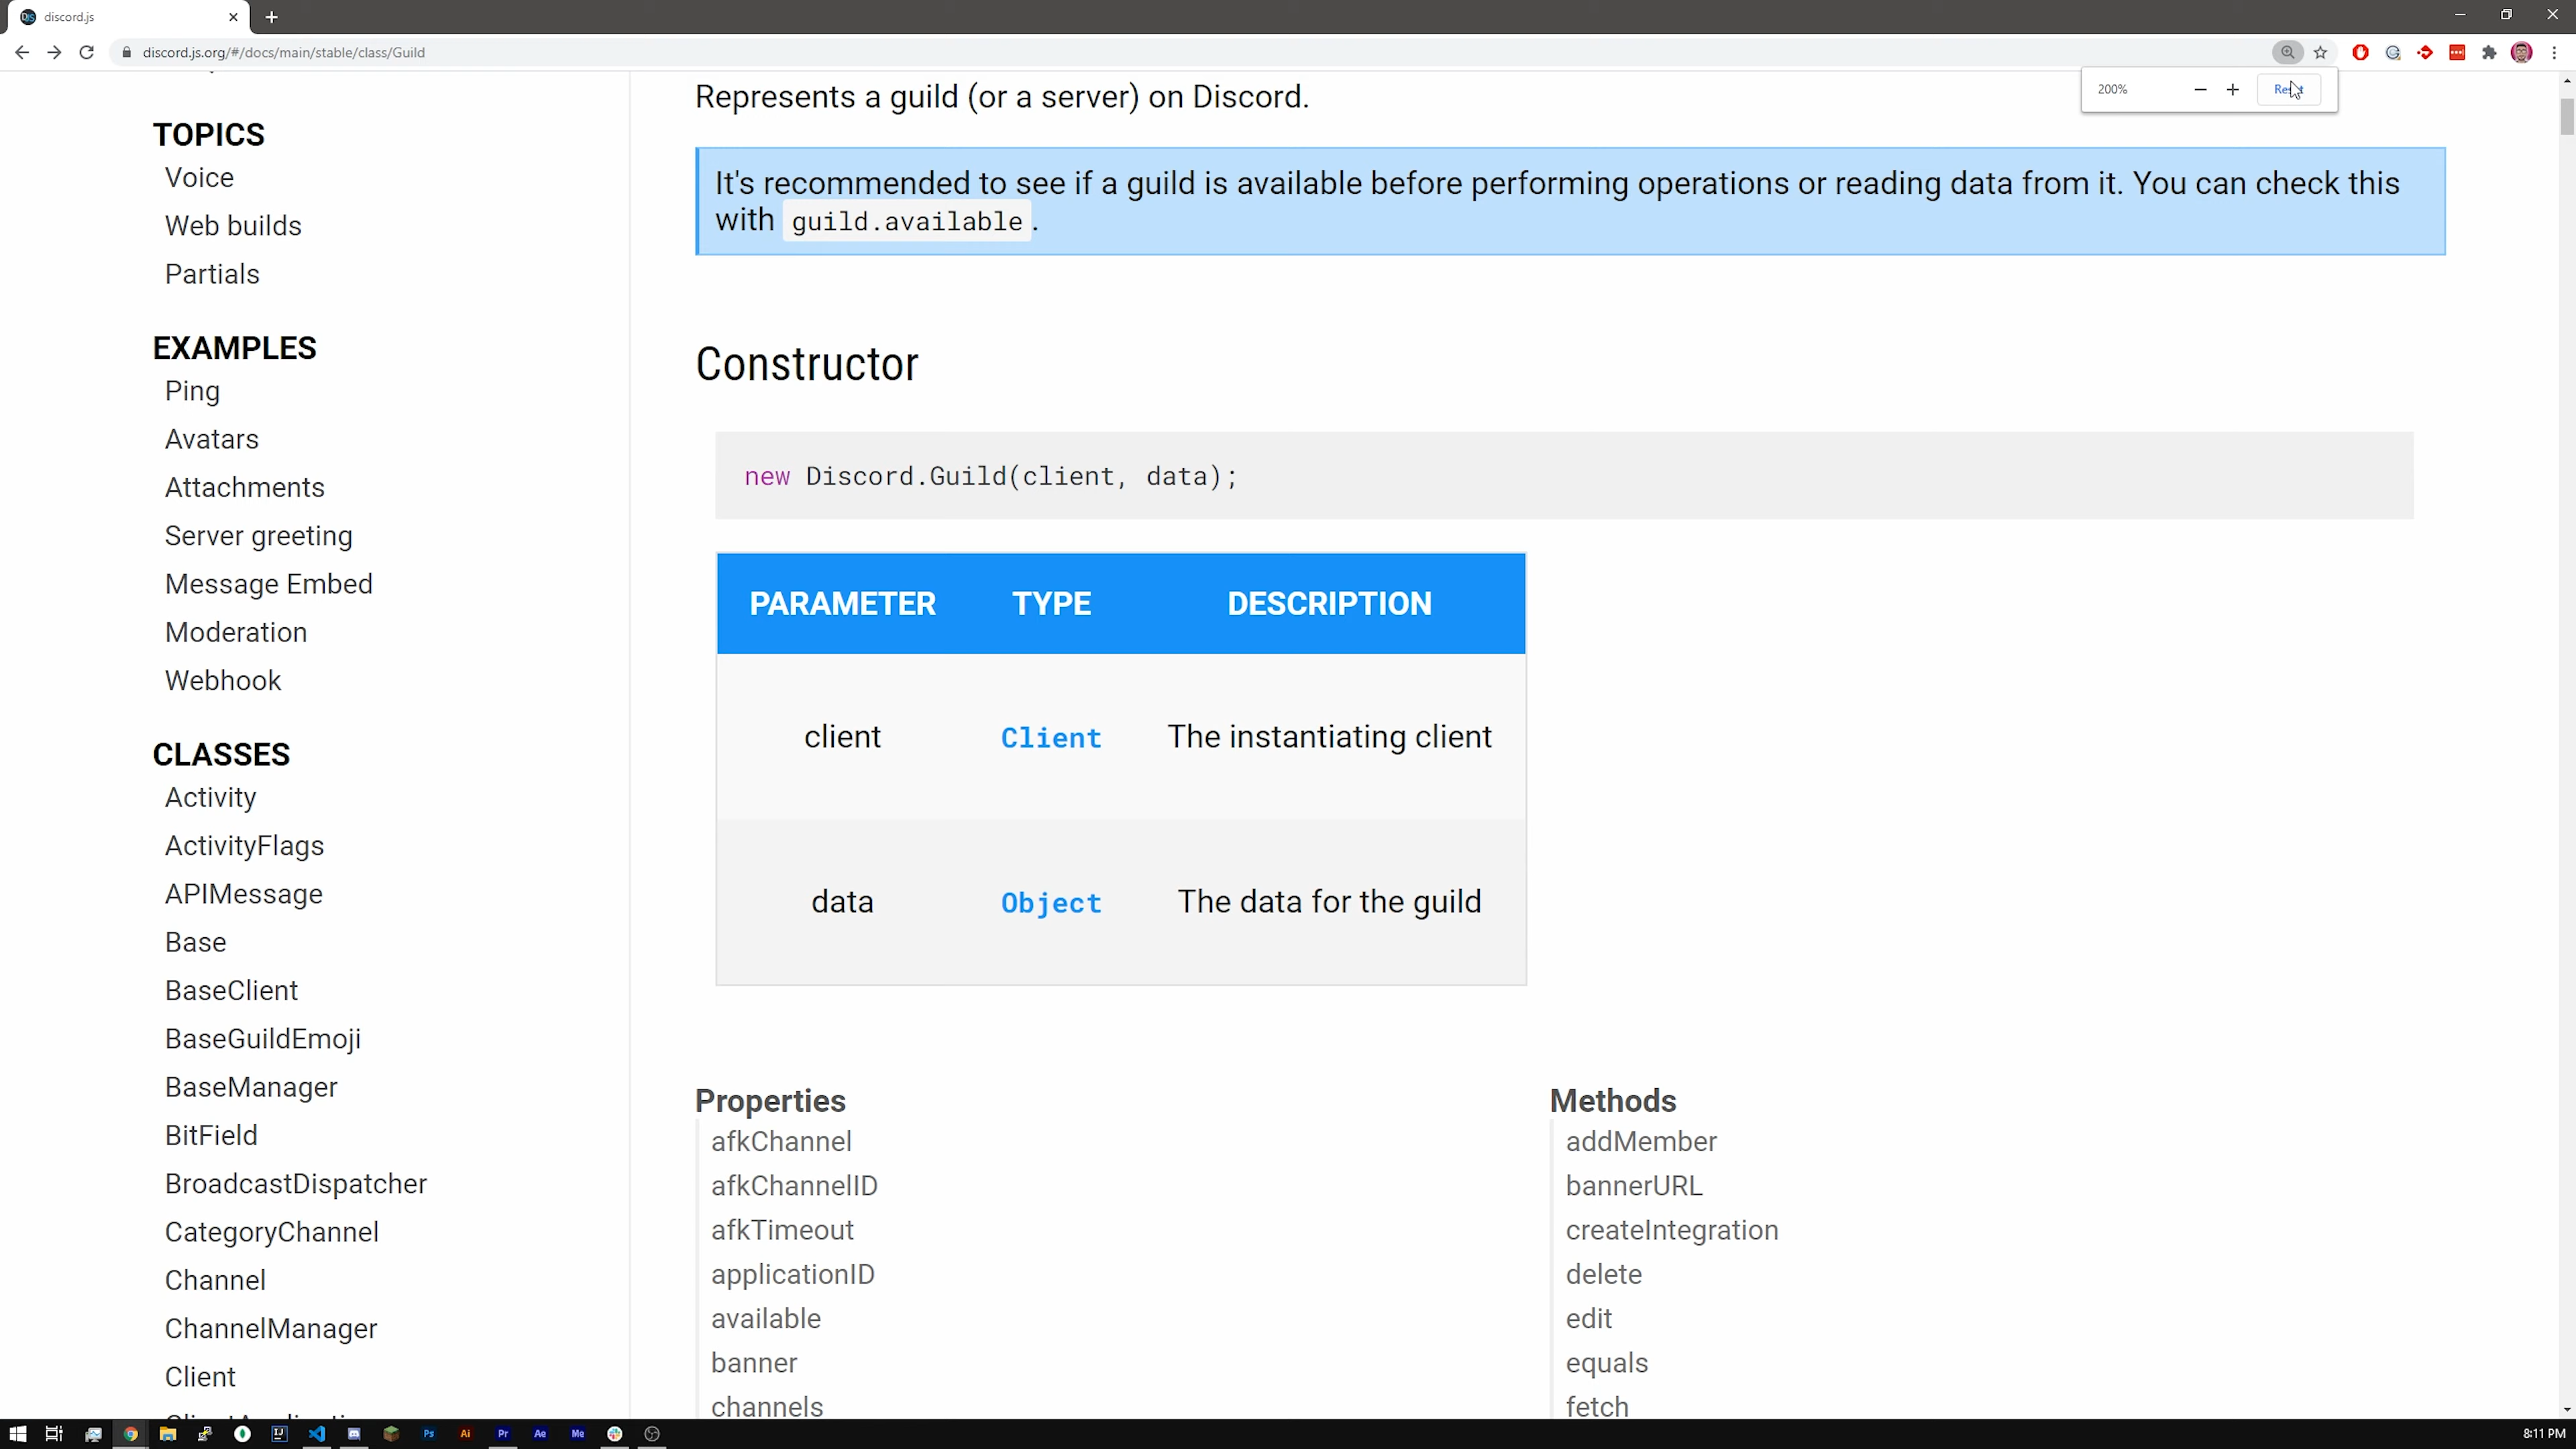 discord.js
discord.js.org/#/docs/main/stable/class/Guild
200%
TOPICS
Voice
Web builds
Partials
EXAMPLES
Ping
Avatars
Attachments
Server greeting
Message Embed
Moderation
Webhook
CLASSES
Activity
ActivityFlags
APIMessage
Base
BaseClient
BaseGuildEmoji
BaseManager
BitField
BroadcastDispatcher
CategoryChannel
Channel
ChannelManager
Client
Represents a guild (or a server) on Discord.
It's recommended to see if a guild is available before performing operations or reading data from it. You can check this
with guild.available.
Constructor
new Discord.Guild(client, data);
PARAMETER TYPE DESCRIPTION
client Client The instantiating client
data Object The data for the guild
Properties
afkChannel
afkChannelID
afkTimeout
applicationID
available
banner
channels
Methods
addMember
bannerURL
createIntegration
delete
edit
equals
fetch
Ps Ai Pr Ae Me
8:11 PM